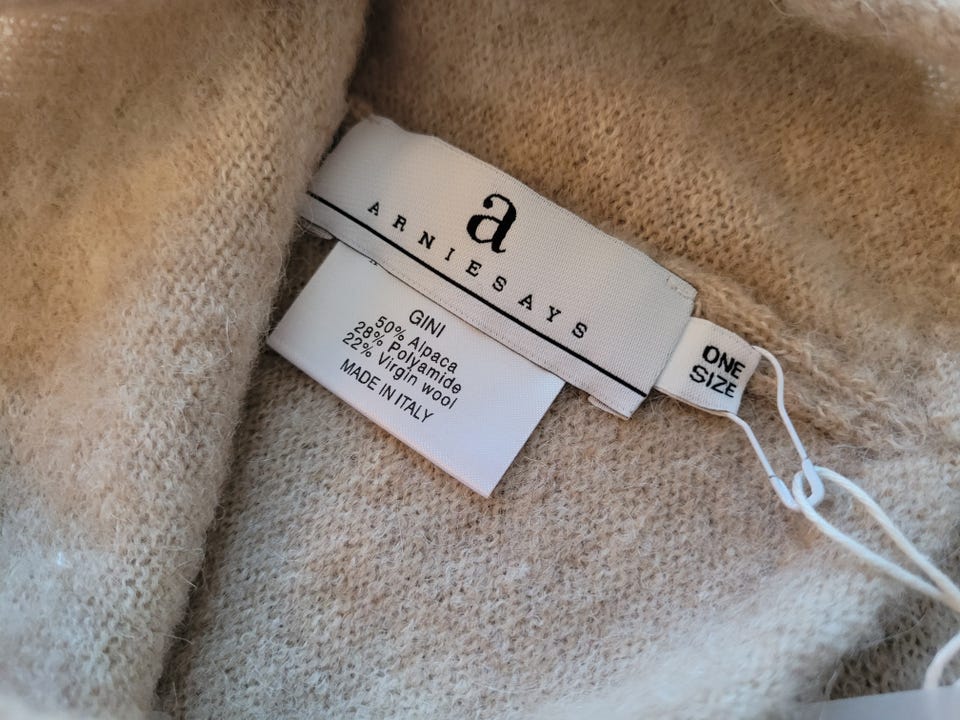 a
ARNIESAYS
GINI
50% Alpaca
28% Polyamide
22% Virgin wool
MADE IN ITALY
ONE
SIZE